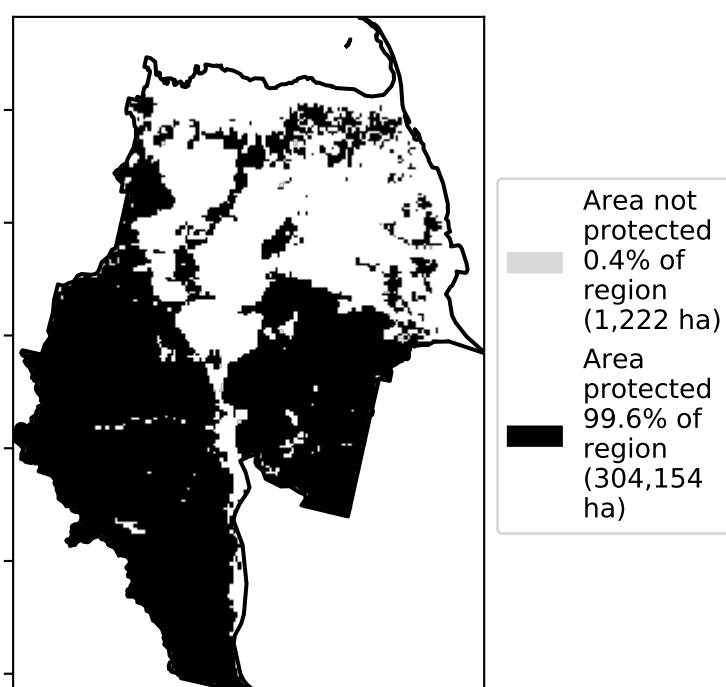 Area not
protected
0.4% of
region
(1,222 ha)
Area
protected
99.6% of
region
(304,154
ha)